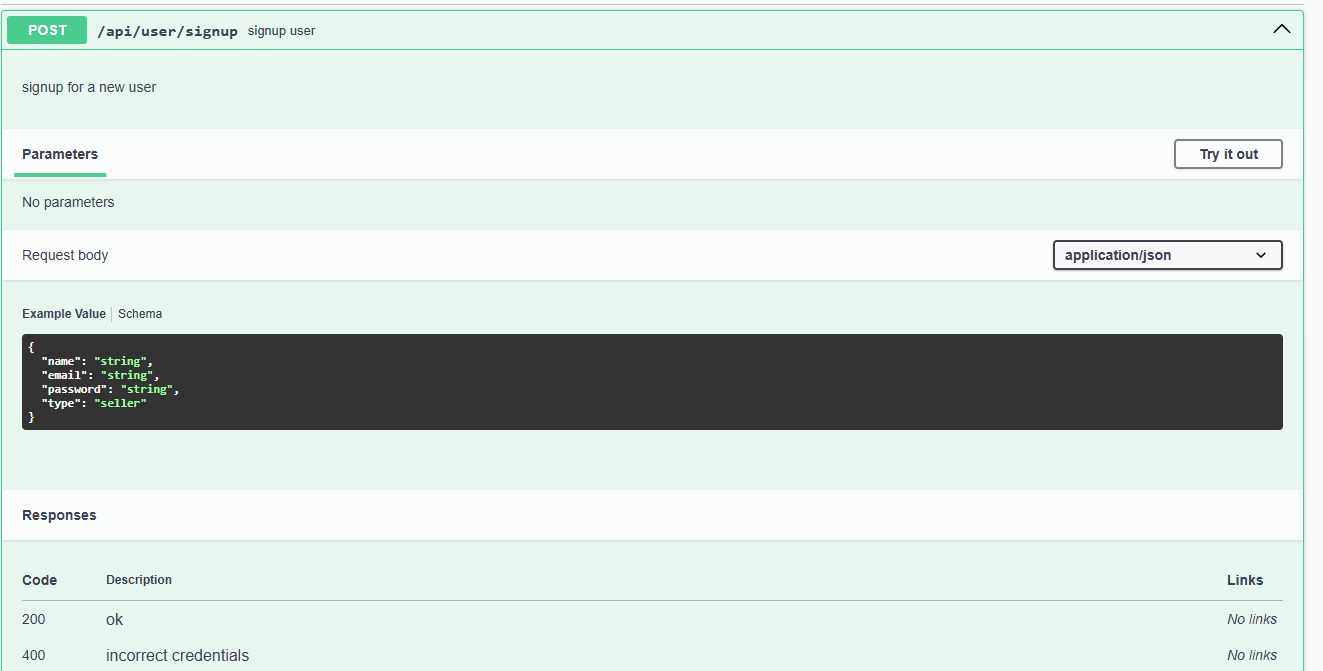 POST /api/user/signup signup user
signup for a new user
Parameters Try it out
No parameters
Request body application/json
Example Value Schema
{
"name": "string",
"email": "string",
"password": "string",
"type": "seller"
}
Responses
Code Description Links
200 ok No links
400 incorrect credentials No links